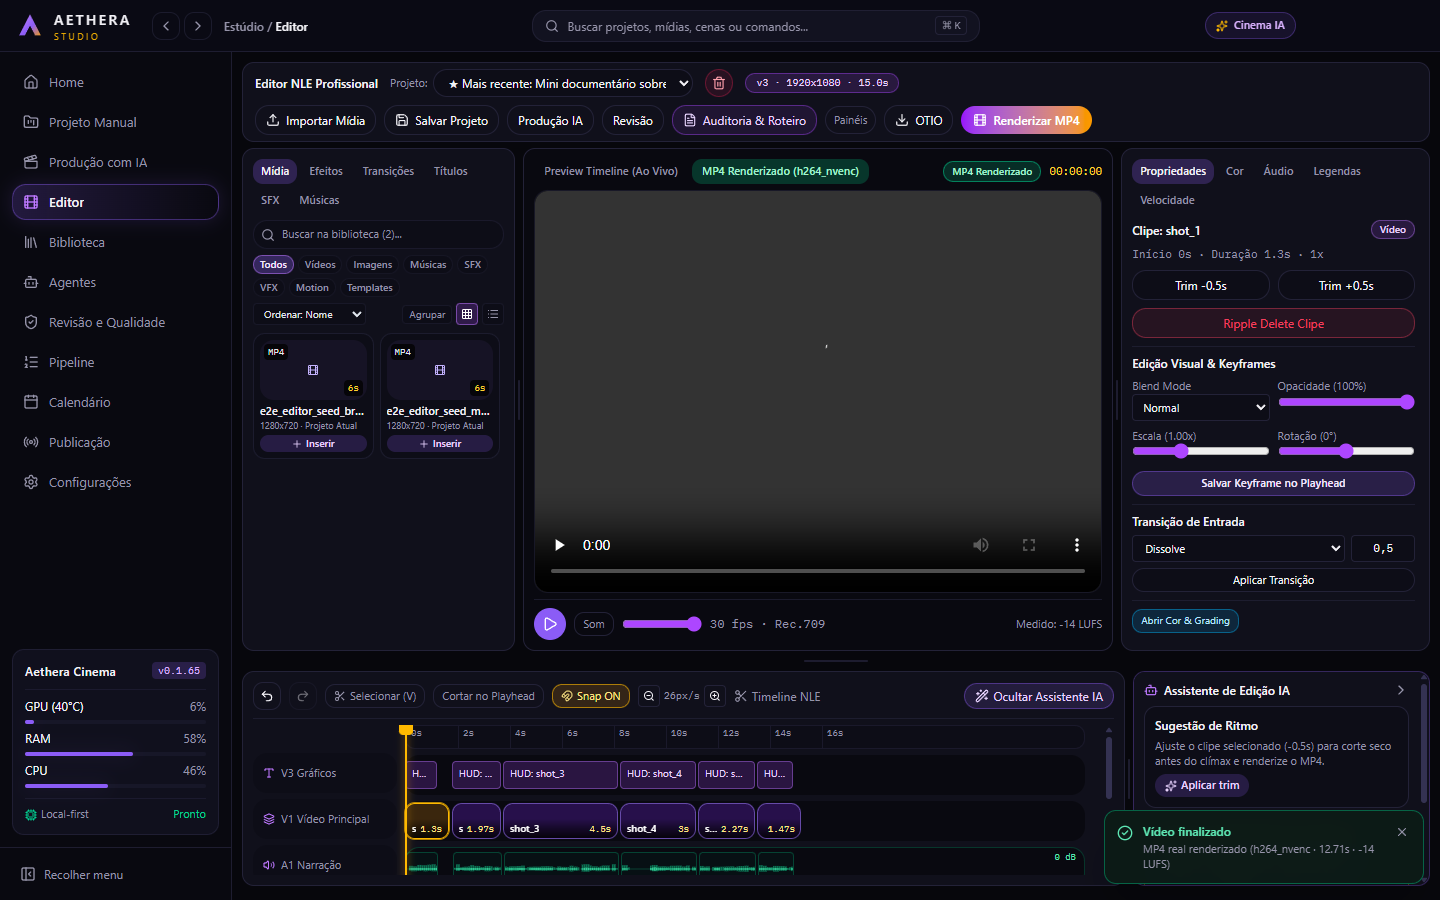 AETHERA
STUDIO
Estúdio / Editor
Buscar projetos, mídias, cenas ou comandos...
⌘ K
Cinema IA
Home
Projeto Manual
Produção com IA
Editor
Biblioteca
Agentes
Revisão e Qualidade
Pipeline
Calendário
Publicação
Configurações
Aethera Cinema
v0.1.65
GPU (40°C)
6%
RAM
58%
CPU
46%
Local-first
Pronto
Recolher menu
Editor NLE Profissional
Projeto:
★ Mais recente: Mini documentário sobre
v3 · 1920x1080 · 15.0s
Importar Mídia
Salvar Projeto
Produção IA
Revisão
Auditoria & Roteiro
Painéis
OTIO
Renderizar MP4
Mídia
Efeitos
Transições
Títulos
SFX
Músicas
Buscar na biblioteca (2)...
Todos
Vídeos
Imagens
Músicas
SFX
VFX
Motion
Templates
Ordenar: Nome
Agrupar
MP4
6s
e2e_editor_seed_br...
1280x720 · Projeto Atual
+ Inserir
MP4
6s
e2e_editor_seed_m...
1280x720 · Projeto Atual
+ Inserir
Preview Timeline (Ao Vivo)
MP4 Renderizado (h264_nvenc)
MP4 Renderizado
00:00:00
0:00
Som
30 fps · Rec.709
Medido: -14 LUFS
Propriedades
Cor
Áudio
Legendas
Velocidade
Clipe: shot_1
Vídeo
Início 0s · Duração 1.3s · 1x
Trim -0.5s
Trim +0.5s
Ripple Delete Clipe
Edição Visual & Keyframes
Blend Mode
Opacidade (100%)
Normal
Escala (1.00x)
Rotação (0°)
Salvar Keyframe no Playhead
Transição de Entrada
Dissolve
0,5
Aplicar Transição
Abrir Cor & Grading
Selecionar (V)
Cortar no Playhead
Snap ON
26px/s
Timeline NLE
Ocultar Assistente IA
0s
2s
4s
6s
8s
10s
12s
14s
16s
V3 Gráficos
H...
HUD: ...
HUD: shot_3
HUD: shot_4
HUD: s...
HU...
V1 Vídeo Principal
s 1.3s
s 1.97s
shot_3 4.5s
shot_4 3s
s... 2.27s
1.47s
A1 Narração
0 dB
Assistente de Edição IA
Sugestão de Ritmo
Ajuste o clipe selecionado (-0.5s) para corte seco
antes do clímax e renderize o MP4.
Aplicar trim
Vídeo finalizado
MP4 real renderizado (h264_nvenc · 12.71s · -14
LUFS)